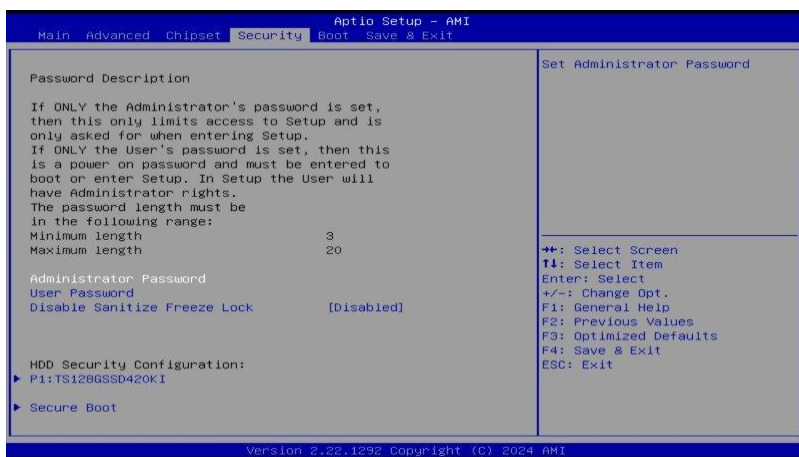 Aptio Setup – AMI
Main Advanced Chipset Security Boot Save & Exit
Password Description
If ONLY the Administrator's password is set,
then this only limits access to Setup and is
only asked for when entering Setup.
If ONLY the User's password is set, then this
is a power on password and must be entered to
boot or enter Setup. In Setup the User will
have Administrator rights.
The password length must be
in the following range:
Minimum length 3
Maximum length 20
Administrator Password
User Password
Disable Sanitize Freeze Lock [Disabled]
HDD Security Configuration:
P1:TS128GSSD420KI
Secure Boot
Set Administrator Password
→←: Select Screen
↑↓: Select Item
Enter: Select
+/-: Change Opt.
F1: General Help
F2: Previous Values
F3: Optimized Defaults
F4: Save & Exit
ESC: Exit
Version 2.22.1292 Copyright (C) 2024 AMI